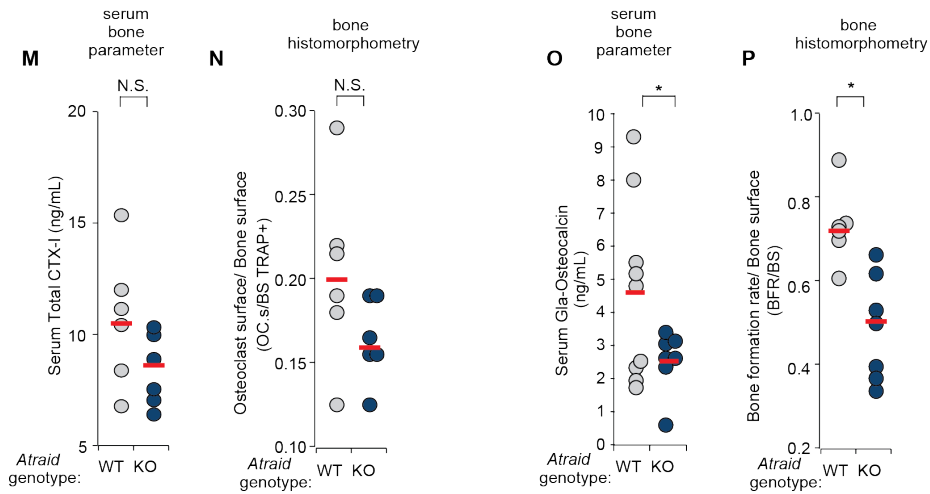 M
serum
bone
parameter
N.S.
Serum Total CTX-I (ng/mL)
20
15
10
5
Atraid
genotype:
WT KO
N
bone
histomorphometry
N.S.
Osteoclast surface/ Bone surface
(OC.s/BS TRAP+)
0.30
0.25
0.20
0.15
0.10
Atraid
genotype:
WT KO
O
serum
bone
parameter
*
Serum Gla-Osteocalcin
(ng/mL)
10
9
8
7
6
5
4
3
2
1
0
Atraid
genotype:
WT KO
P
bone
histomorphometry
*
Bone formation rate/ Bone surface
(BFR/BS)
1.0
0.8
0.6
0.4
0.2
Atraid
genotype:
WT KO